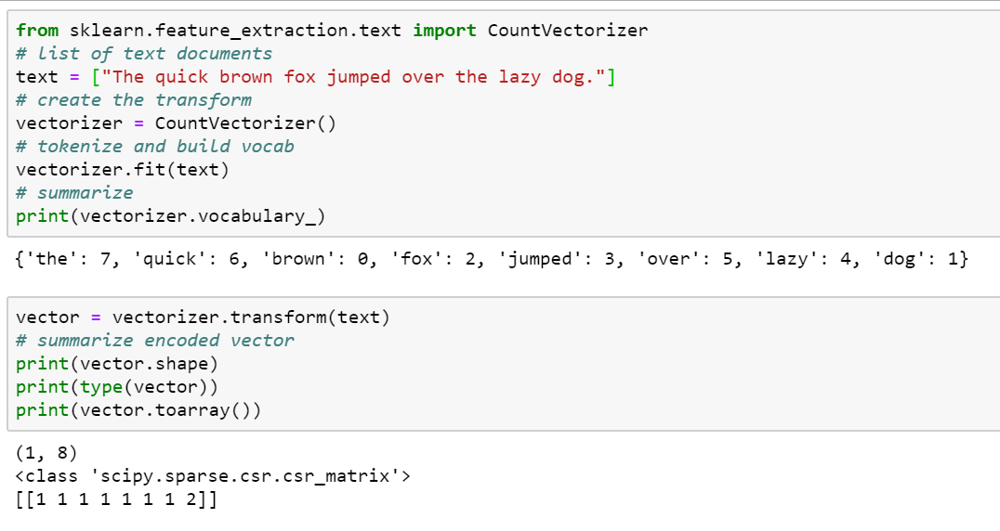 from sklearn.feature_extraction.text import CountVectorizer
# list of text documents
text = ["The quick brown fox jumped over the lazy dog."]
# create the transform
vectorizer = CountVectorizer()
# tokenize and build vocab
vectorizer.fit(text)
# summarize
print(vectorizer.vocabulary_)
{'the': 7, 'quick': 6, 'brown': 0, 'fox': 2, 'jumped': 3, 'over': 5, 'lazy': 4, 'dog': 1}
vector = vectorizer.transform(text)
# summarize encoded vector
print(vector.shape)
print(type(vector))
print(vector.toarray())
(1, 8)
<class 'scipy.sparse.csr.csr_matrix'>
[[1 1 1 1 1 1 1 2]]